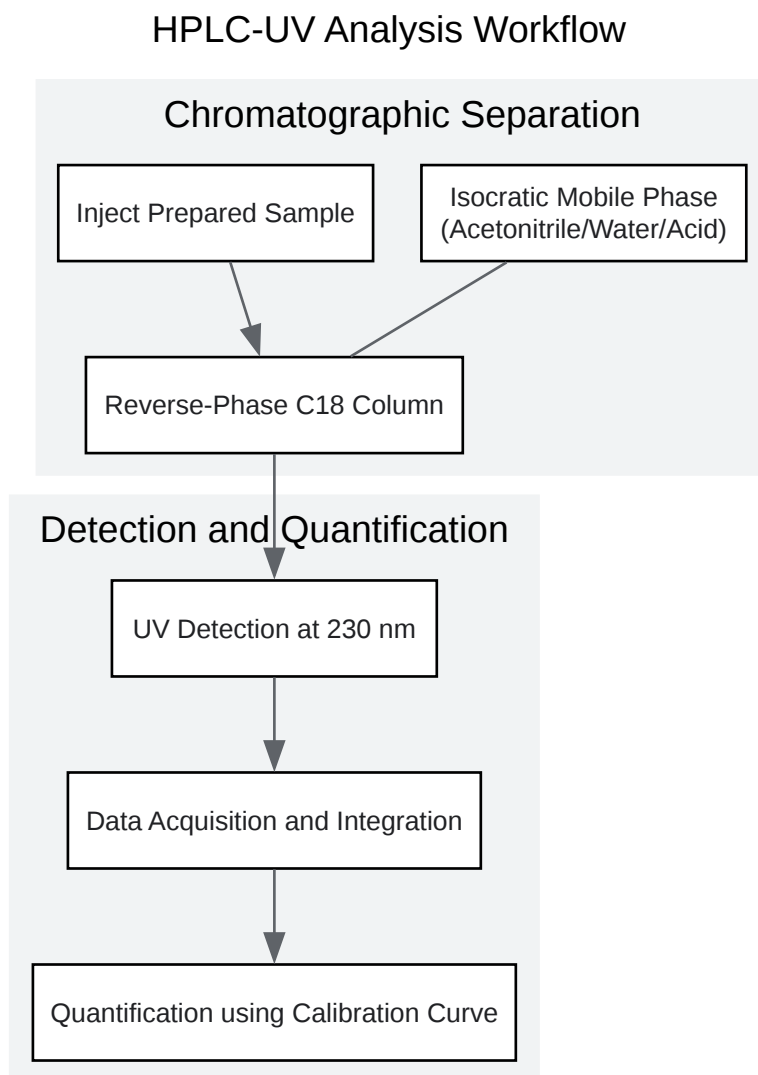 HPLC-UV Analysis Workflow
Chromatographic Separation
Inject Prepared Sample
Isocratic Mobile Phase
(Acetonitrile/Water/Acid)
Reverse-Phase C18 Column
Detection and Quantification
UV Detection at 230 nm
Data Acquisition and Integration
Quantification using Calibration Curve